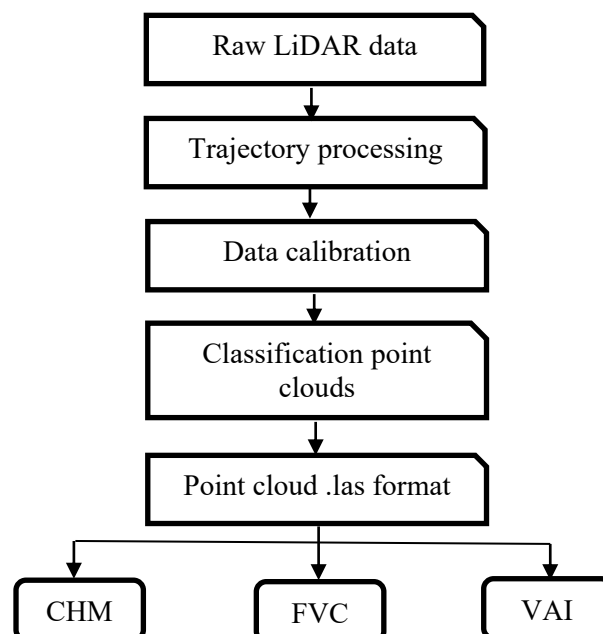 Raw LiDAR data
Trajectory processing
Data calibration
Classification point
clouds
Point cloud .las format
CHM
FVC
VAI